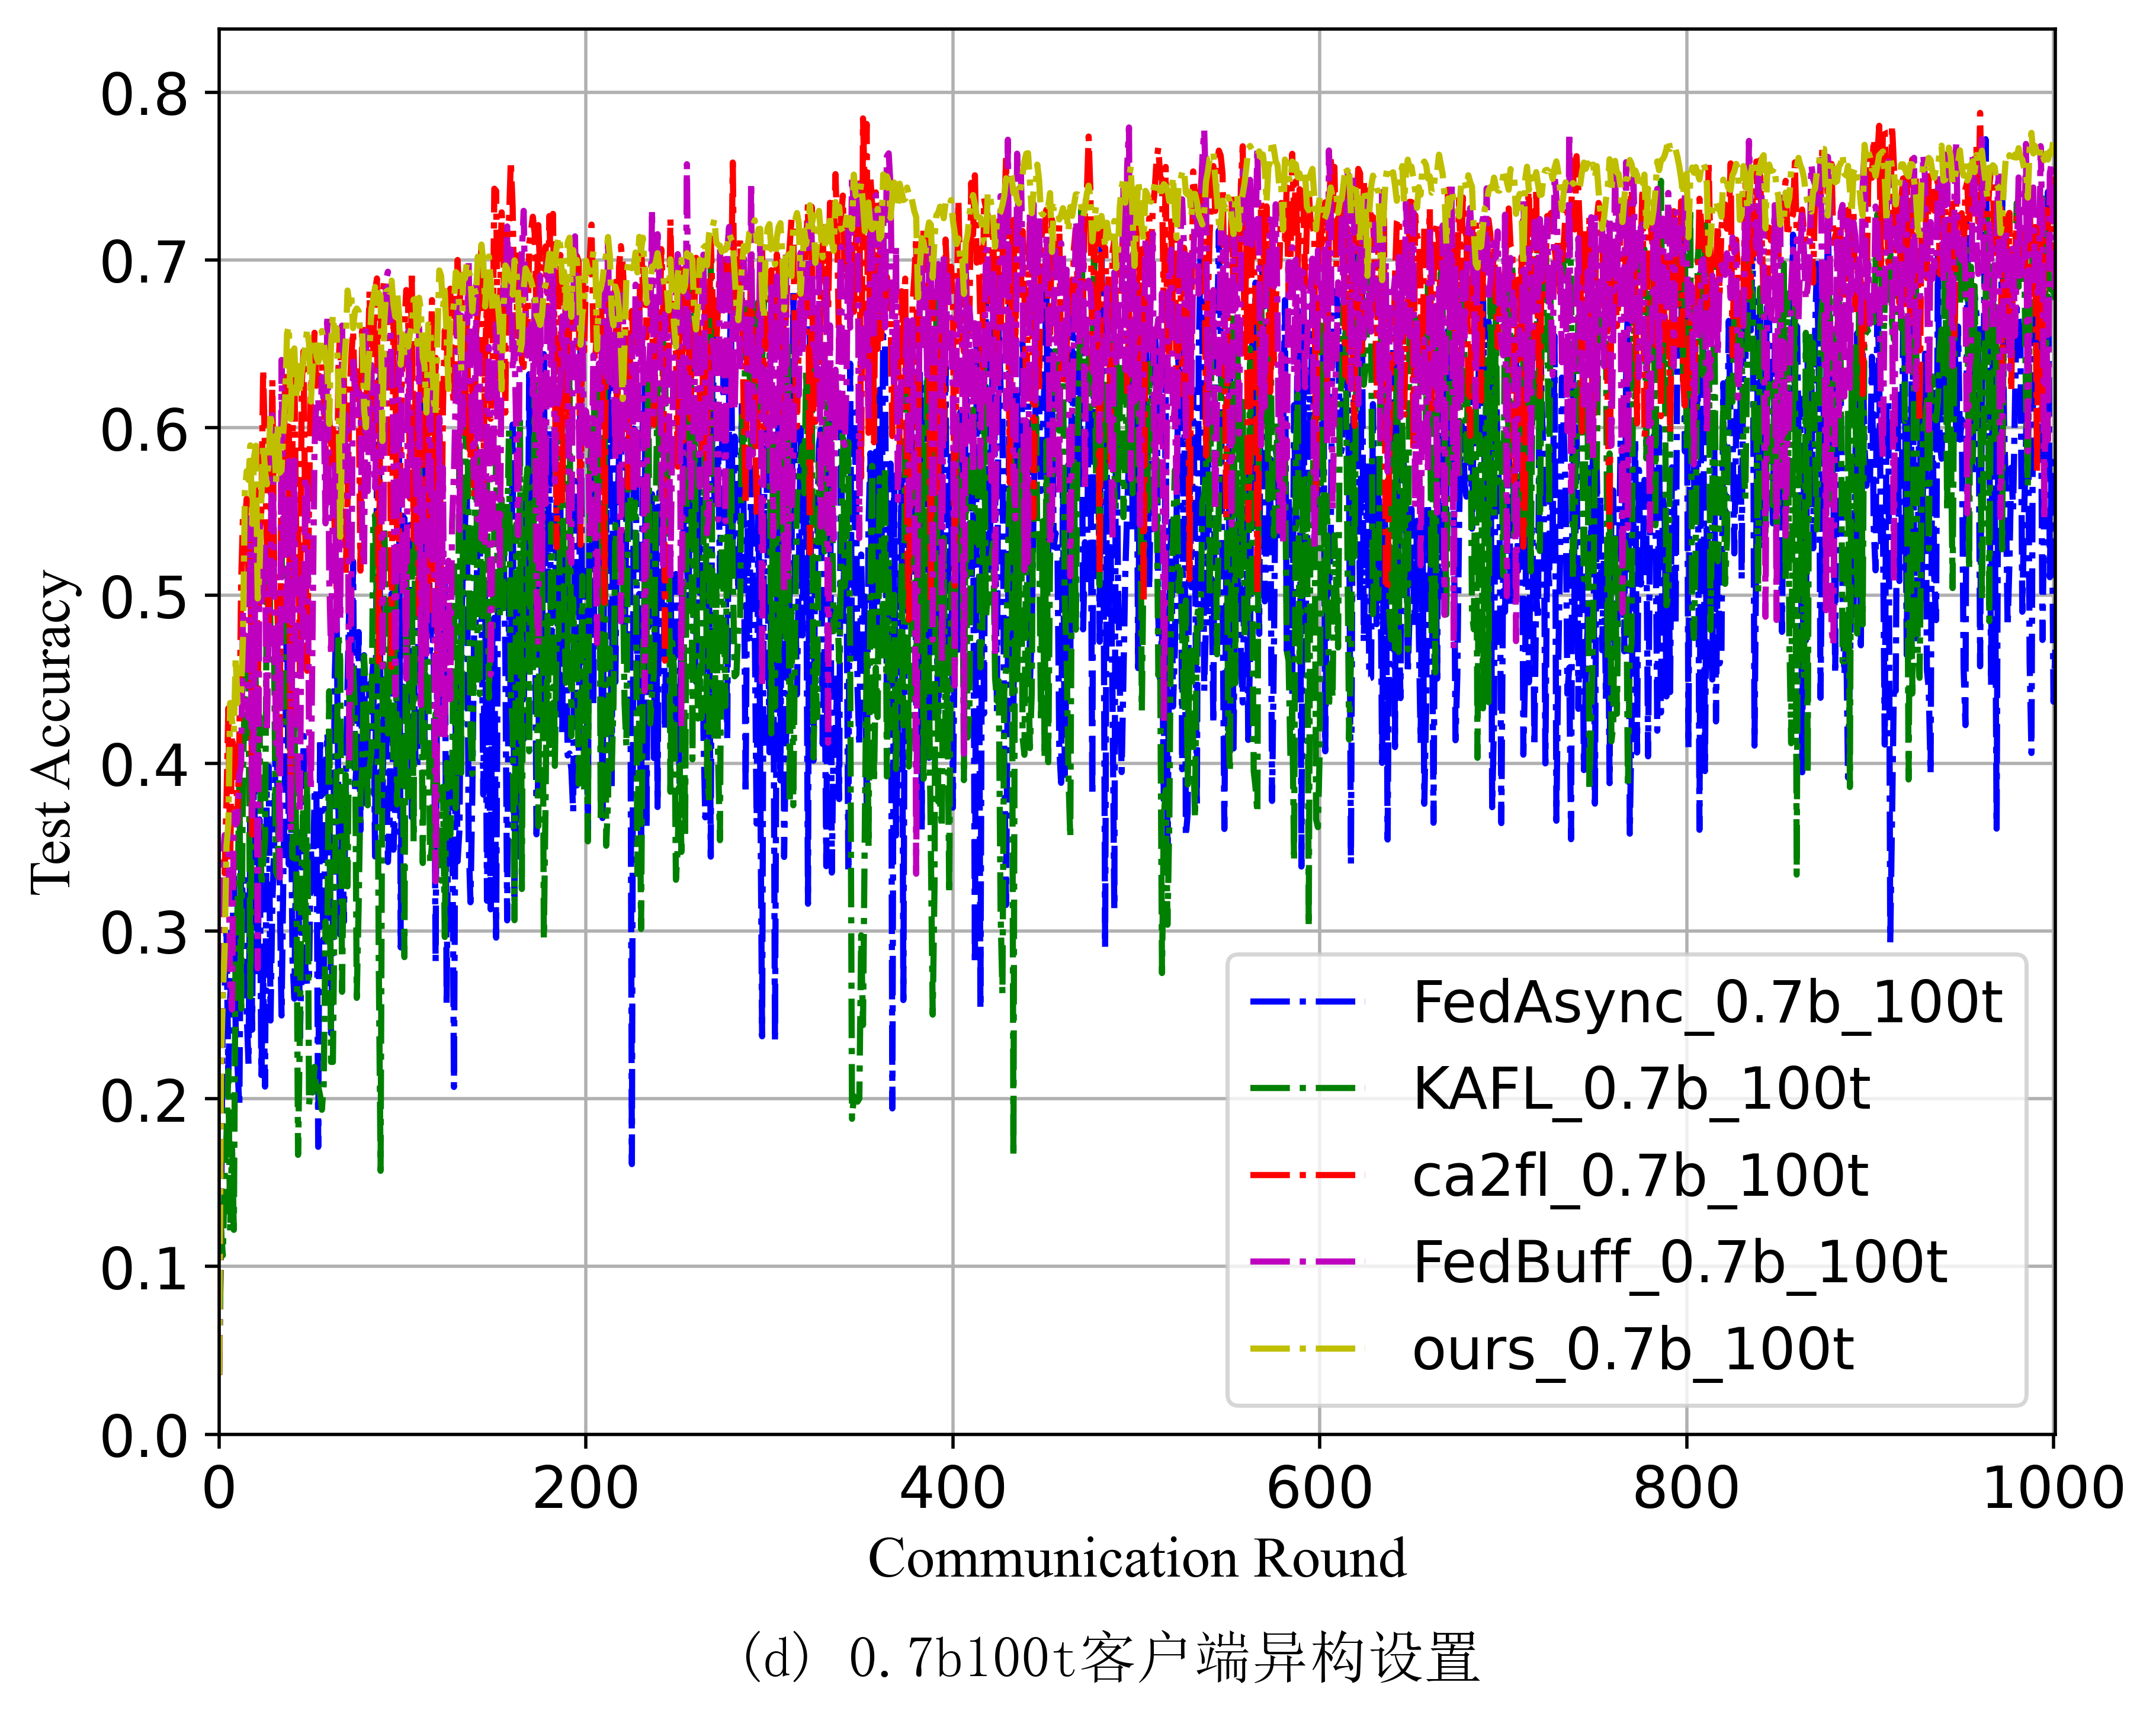 0.8
0.7
0.6
0.5
0.4
0.3
0.2
0.1
0.0
Test Accuracy
FedAsync_0.7b_100t
KAFL_0.7b_100t
ca2fl_0.7b_100t
FedBuff_0.7b_100t
ours_0.7b_100t
0 200 400 600 800 1000
Communication Round
(d) 0.7b100t客户端异构设置